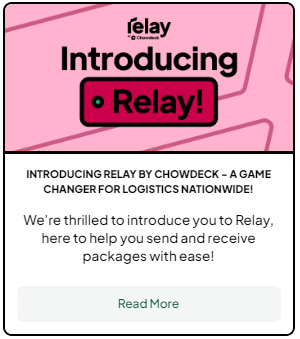 relay
by Chowdeck
Introducing
Relay!
INTRODUCING RELAY BY CHOWDECK – A GAME
CHANGER FOR LOGISTICS NATIONWIDE!
We're thrilled to introduce you to Relay,
here to help you send and receive
packages with ease!
Read More